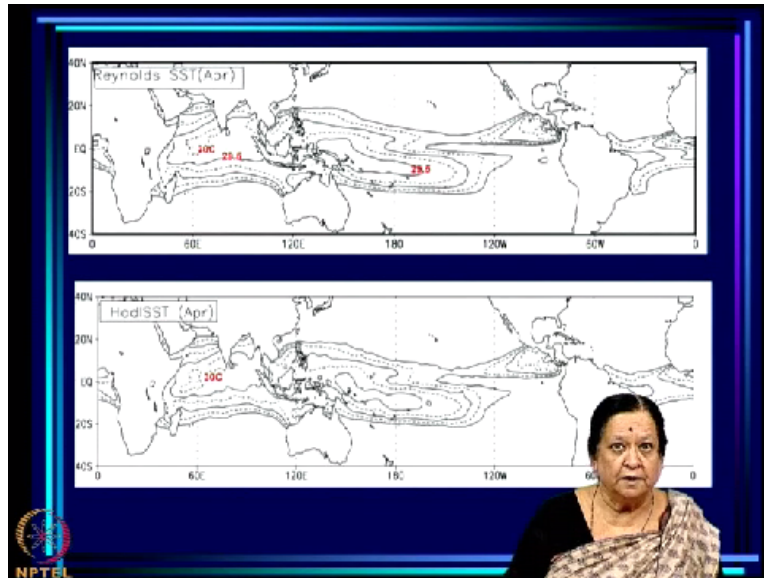 Reynolds SST(Apr)
40N
20N
EQ
20S
40S
30C
29.5
29.5
0
60E
120E
180
120W
60W
0
HadISST (Apr)
40N
20N
EQ
20S
40S
30C
0
60E
120E
180
120W
0
NPTEL